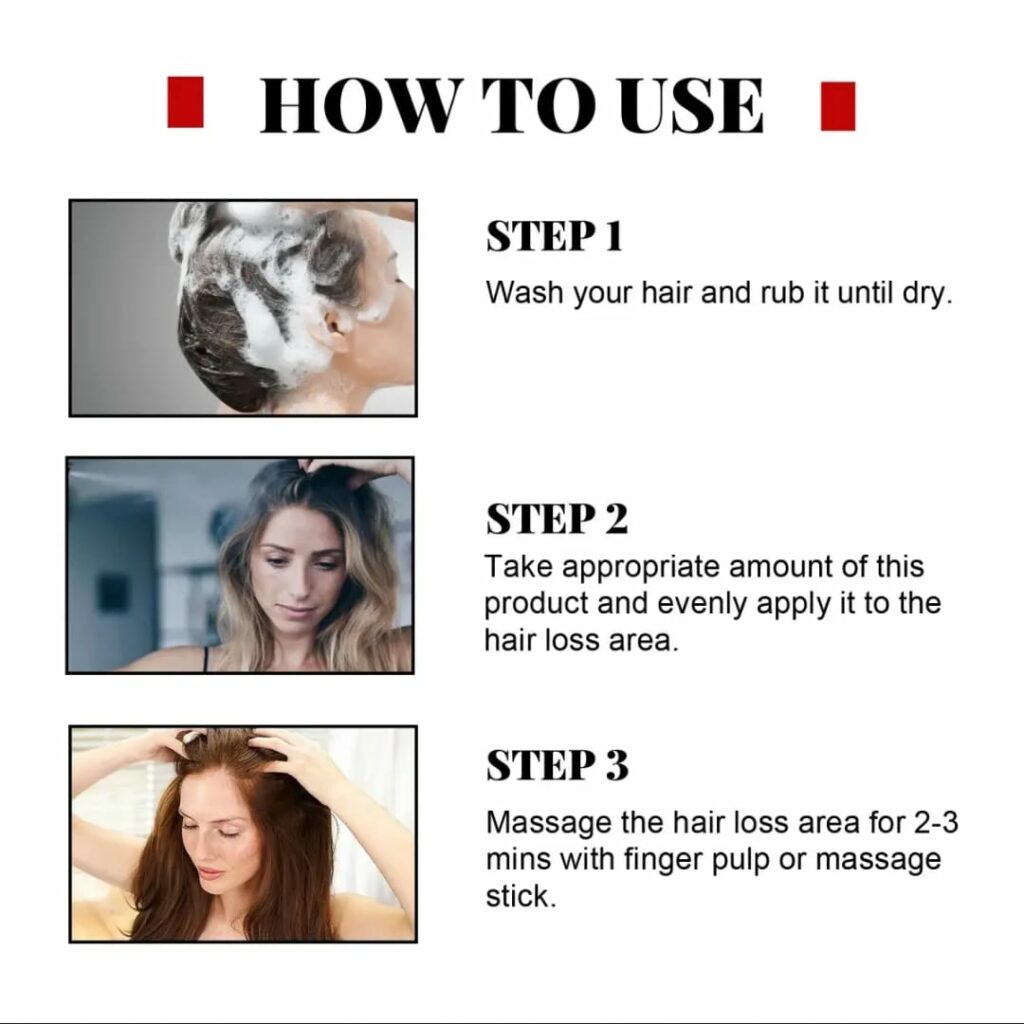 HOW TO USE
STEP 1
Wash your hair and rub it until dry.
STEP 2
Take appropriate amount of this
product and evenly apply it to the
hair loss area.
STEP 3
Massage the hair loss area for 2-3
mins with finger pulp or massage
stick.